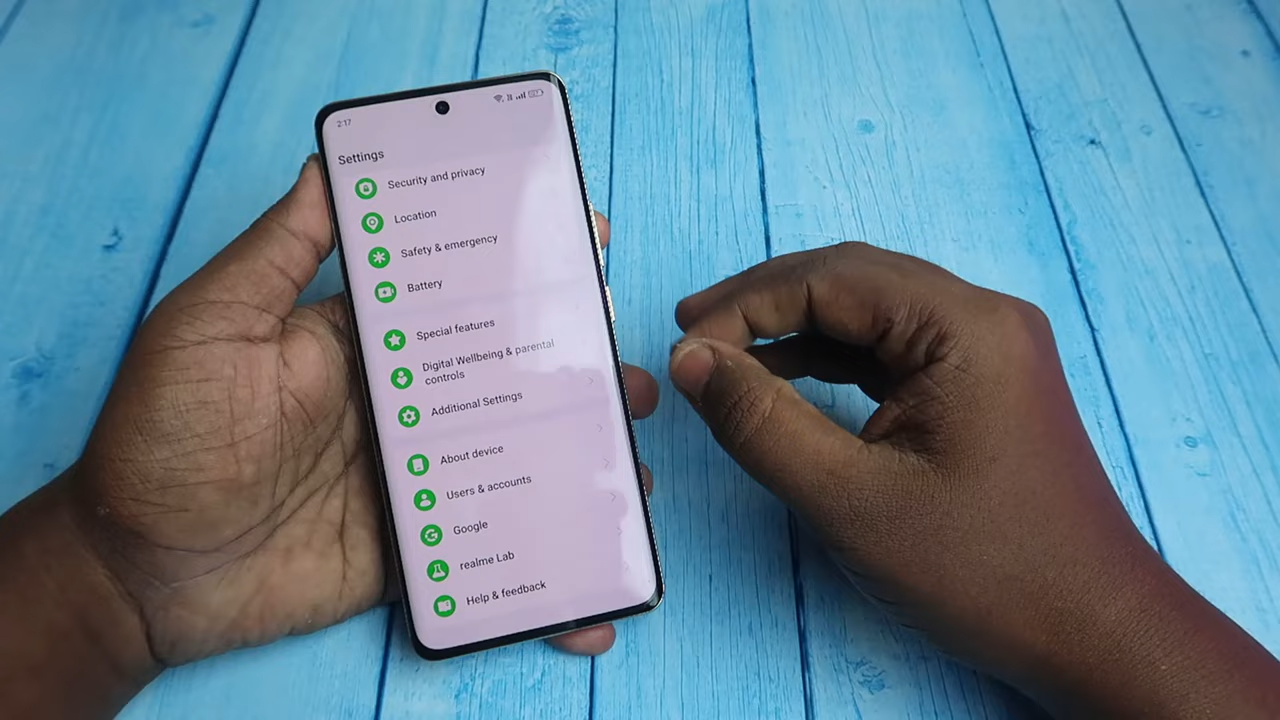 2:17
Settings
Security and privacy
Location
Safety & emergency
Battery
Special features
Digital Wellbeing & parental
controls
Additional Settings
About device
Users & accounts
Google
realme Lab
Help & feedback